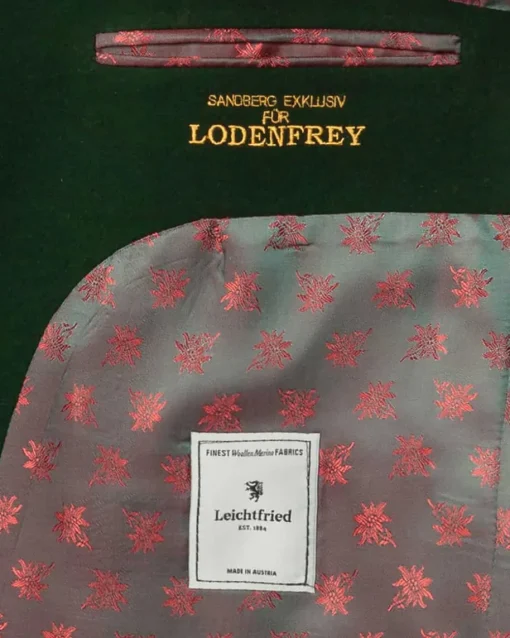 SANDBERG EXKLUSIV
FÜR
LODENFREY
FINEST Woollen Merino FABRICS
Leichtfried
EST. 1884
MADE IN AUSTRIA